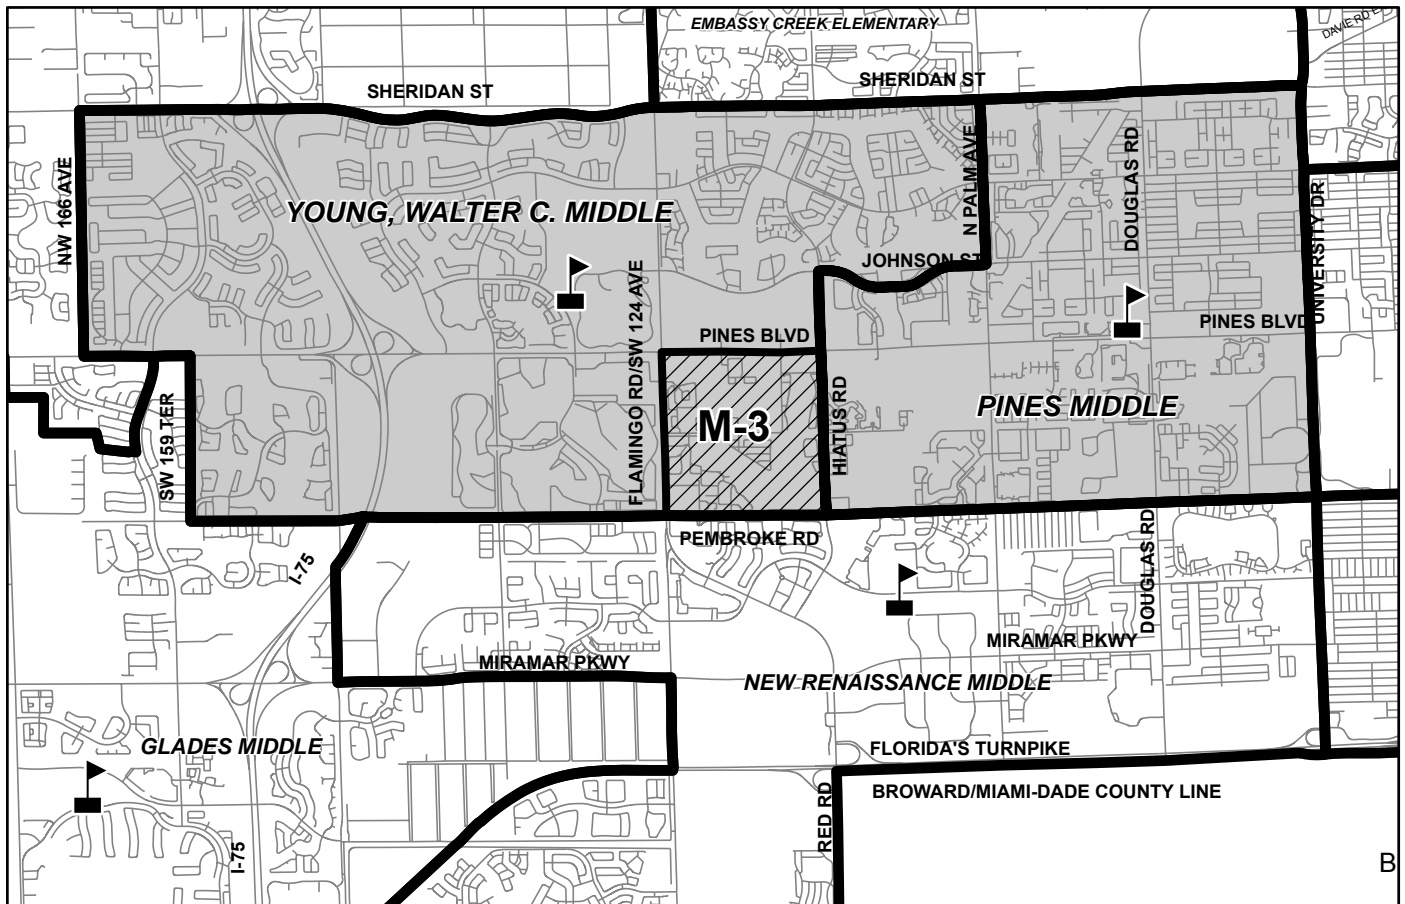 EMBASSY CREEK ELEMENTARY
DAVIE RD E
SHERIDAN ST
SHERIDAN ST
NW 166 AVE
YOUNG, WALTER C. MIDDLE
N PALM AVE
DOUGLAS RD
UNIVERSITY DR
JOHNSON ST
FLAMINGO RD/SW 124 AVE
PINES BLVD
PINES BLVD
SW 159 TER
M-3
HIATUS RD
PINES MIDDLE
PEMBROKE RD
I-75
DOUGLAS RD
MIRAMAR PKWY
MIRAMAR PKWY
NEW RENAISSANCE MIDDLE
GLADES MIDDLE
FLORIDA'S TURNPIKE
RED RD
BROWARD/MIAMI-DADE COUNTY LINE
I-75
B